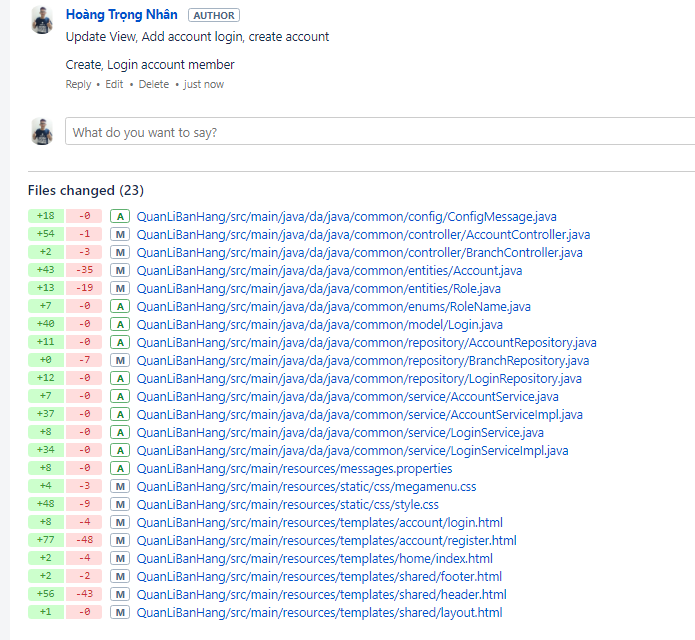 Hoàng Trọng Nhân AUTHOR
Update View, Add account login, create account
Create, Login account member
Reply • Edit • Delete • just now
What do you want to say?
Files changed (23)
+18 -0 A QuanLiBanHang/src/main/java/da/java/common/config/ConfigMessage.java
+54 -1 M QuanLiBanHang/src/main/java/da/java/common/controller/AccountController.java
+2 -3 M QuanLiBanHang/src/main/java/da/java/common/controller/BranchController.java
+43 -35 M QuanLiBanHang/src/main/java/da/java/common/entities/Account.java
+13 -19 M QuanLiBanHang/src/main/java/da/java/common/entities/Role.java
+7 -0 A QuanLiBanHang/src/main/java/da/java/common/enums/RoleName.java
+40 -0 A QuanLiBanHang/src/main/java/da/java/common/model/Login.java
+11 -0 A QuanLiBanHang/src/main/java/da/java/common/repository/AccountRepository.java
+0 -7 M QuanLiBanHang/src/main/java/da/java/common/repository/BranchRepository.java
+12 -0 A QuanLiBanHang/src/main/java/da/java/common/repository/LoginRepository.java
+7 -0 A QuanLiBanHang/src/main/java/da/java/common/service/AccountService.java
+37 -0 A QuanLiBanHang/src/main/java/da/java/common/service/AccountServiceImpl.java
+8 -0 A QuanLiBanHang/src/main/java/da/java/common/service/LoginService.java
+34 -0 A QuanLiBanHang/src/main/java/da/java/common/service/LoginServiceImpl.java
+8 -0 A QuanLiBanHang/src/main/resources/messages.properties
+4 -3 M QuanLiBanHang/src/main/resources/static/css/megamenu.css
+48 -9 M QuanLiBanHang/src/main/resources/static/css/style.css
+8 -4 M QuanLiBanHang/src/main/resources/templates/account/login.html
+77 -48 M QuanLiBanHang/src/main/resources/templates/account/register.html
+2 -4 M QuanLiBanHang/src/main/resources/templates/home/index.html
+2 -2 M QuanLiBanHang/src/main/resources/templates/shared/footer.html
+56 -43 M QuanLiBanHang/src/main/resources/templates/shared/header.html
+1 -0 M QuanLiBanHang/src/main/resources/templates/shared/layout.html